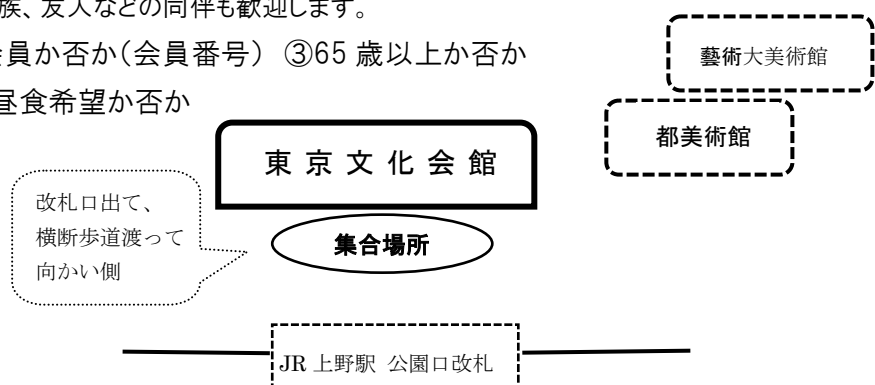 族、友人などの同伴も歓迎します。
会員か否か(会員番号) ③65 歳以上か否か
昼食希望か否か
藝術大美術館
都美術館
東京文化会館
改札口出て、
横断歩道渡って
向かい側
集合場所
JR 上野駅 公園口改札